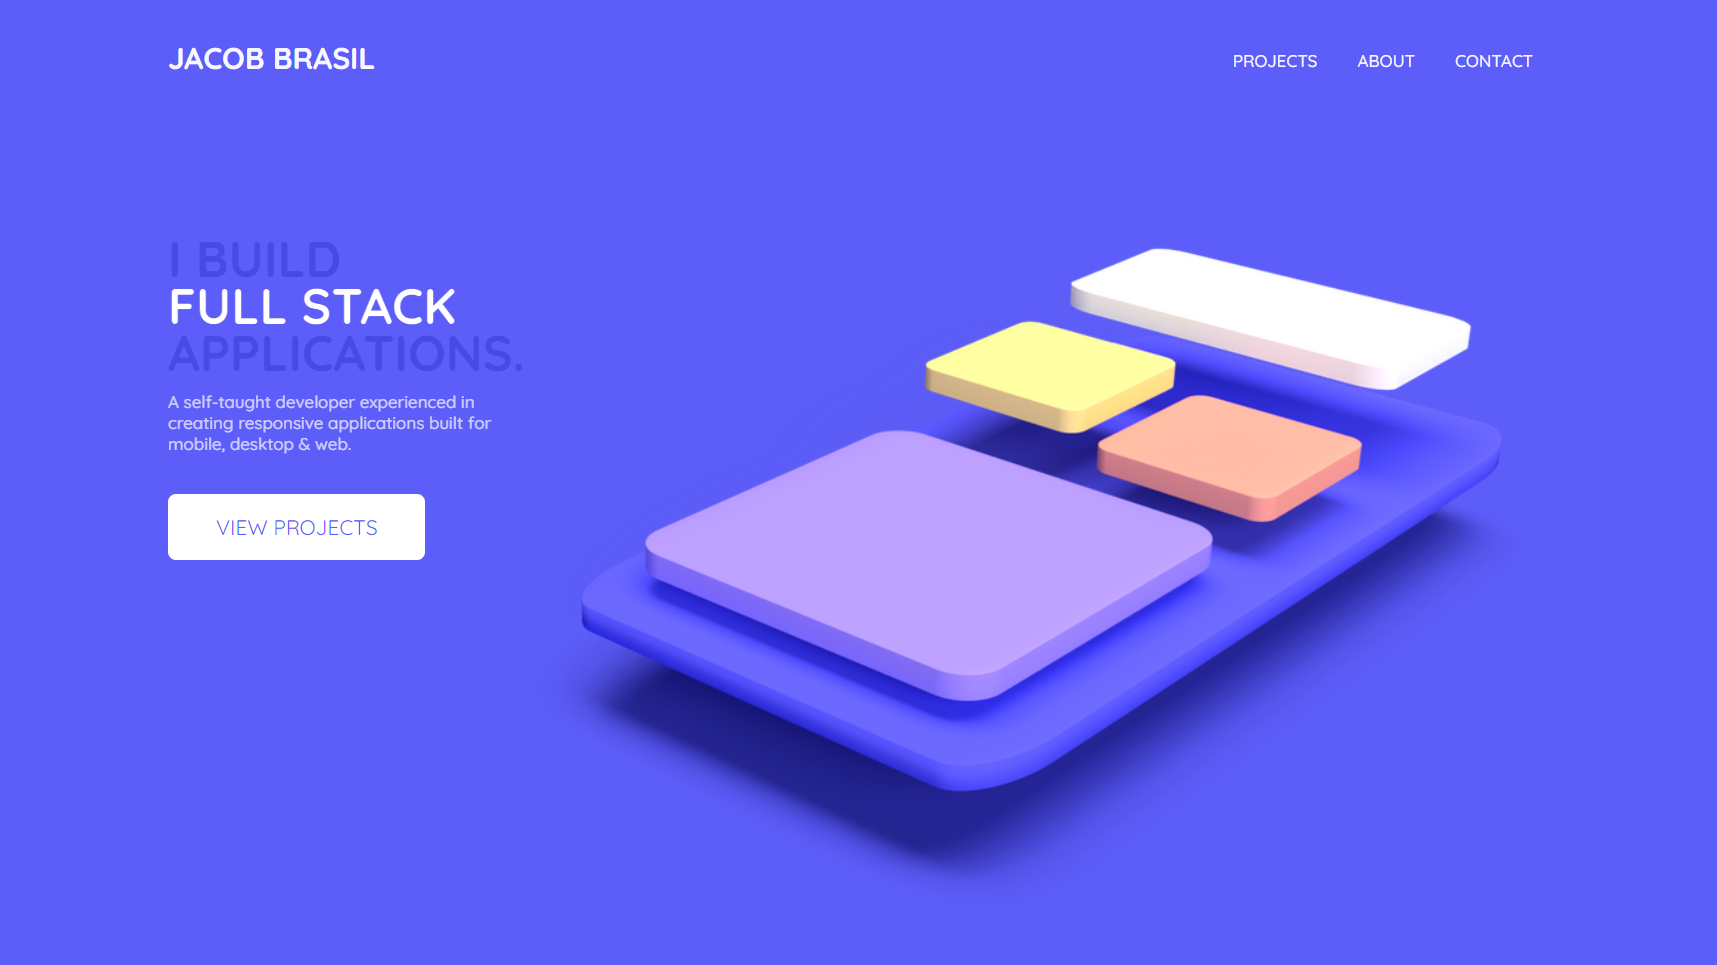 JACOB BRASIL
PROJECTS ABOUT CONTACT
I BUILD
FULL STACK
APPLICATIONS.
A self-taught developer experienced in
creating responsive applications built for
mobile, desktop & web.
VIEW PROJECTS